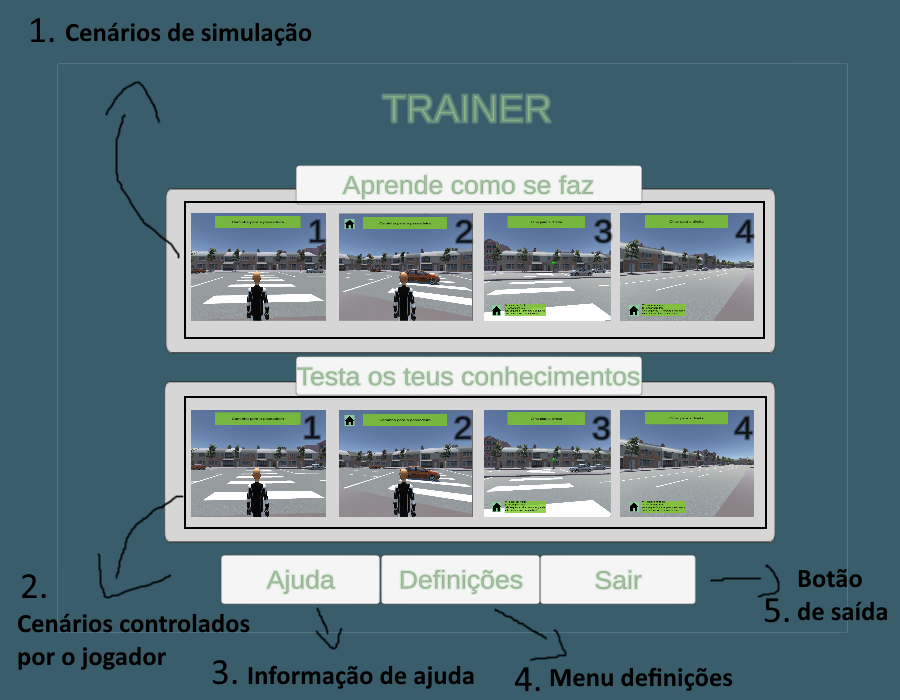 1. Cenários de simulação
TRAINER
Aprende como se faz
1 2 3 4
Testa os teus conhecimentos
1 2 3 4
Ajuda Definições Sair
2.
Cenários controlados
por o jogador
3. Informação de ajuda
4. Menu definições
Botão
5. de saída